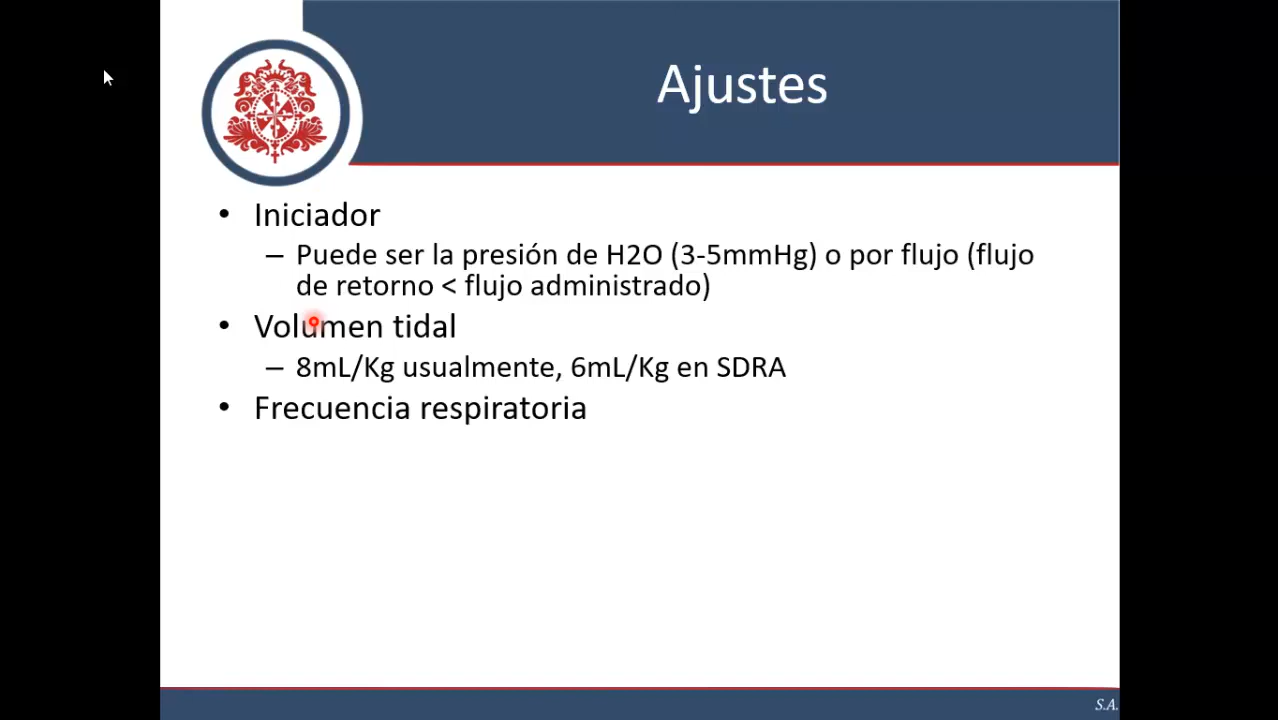 Ajustes
• Iniciador
– Puede ser la presión de H2O (3-5mmHg) o por flujo (flujo
de retorno < flujo administrado)
• Volumen tidal
– 8mL/Kg usualmente, 6mL/Kg en SDRA
• Frecuencia respiratoria
S.A.